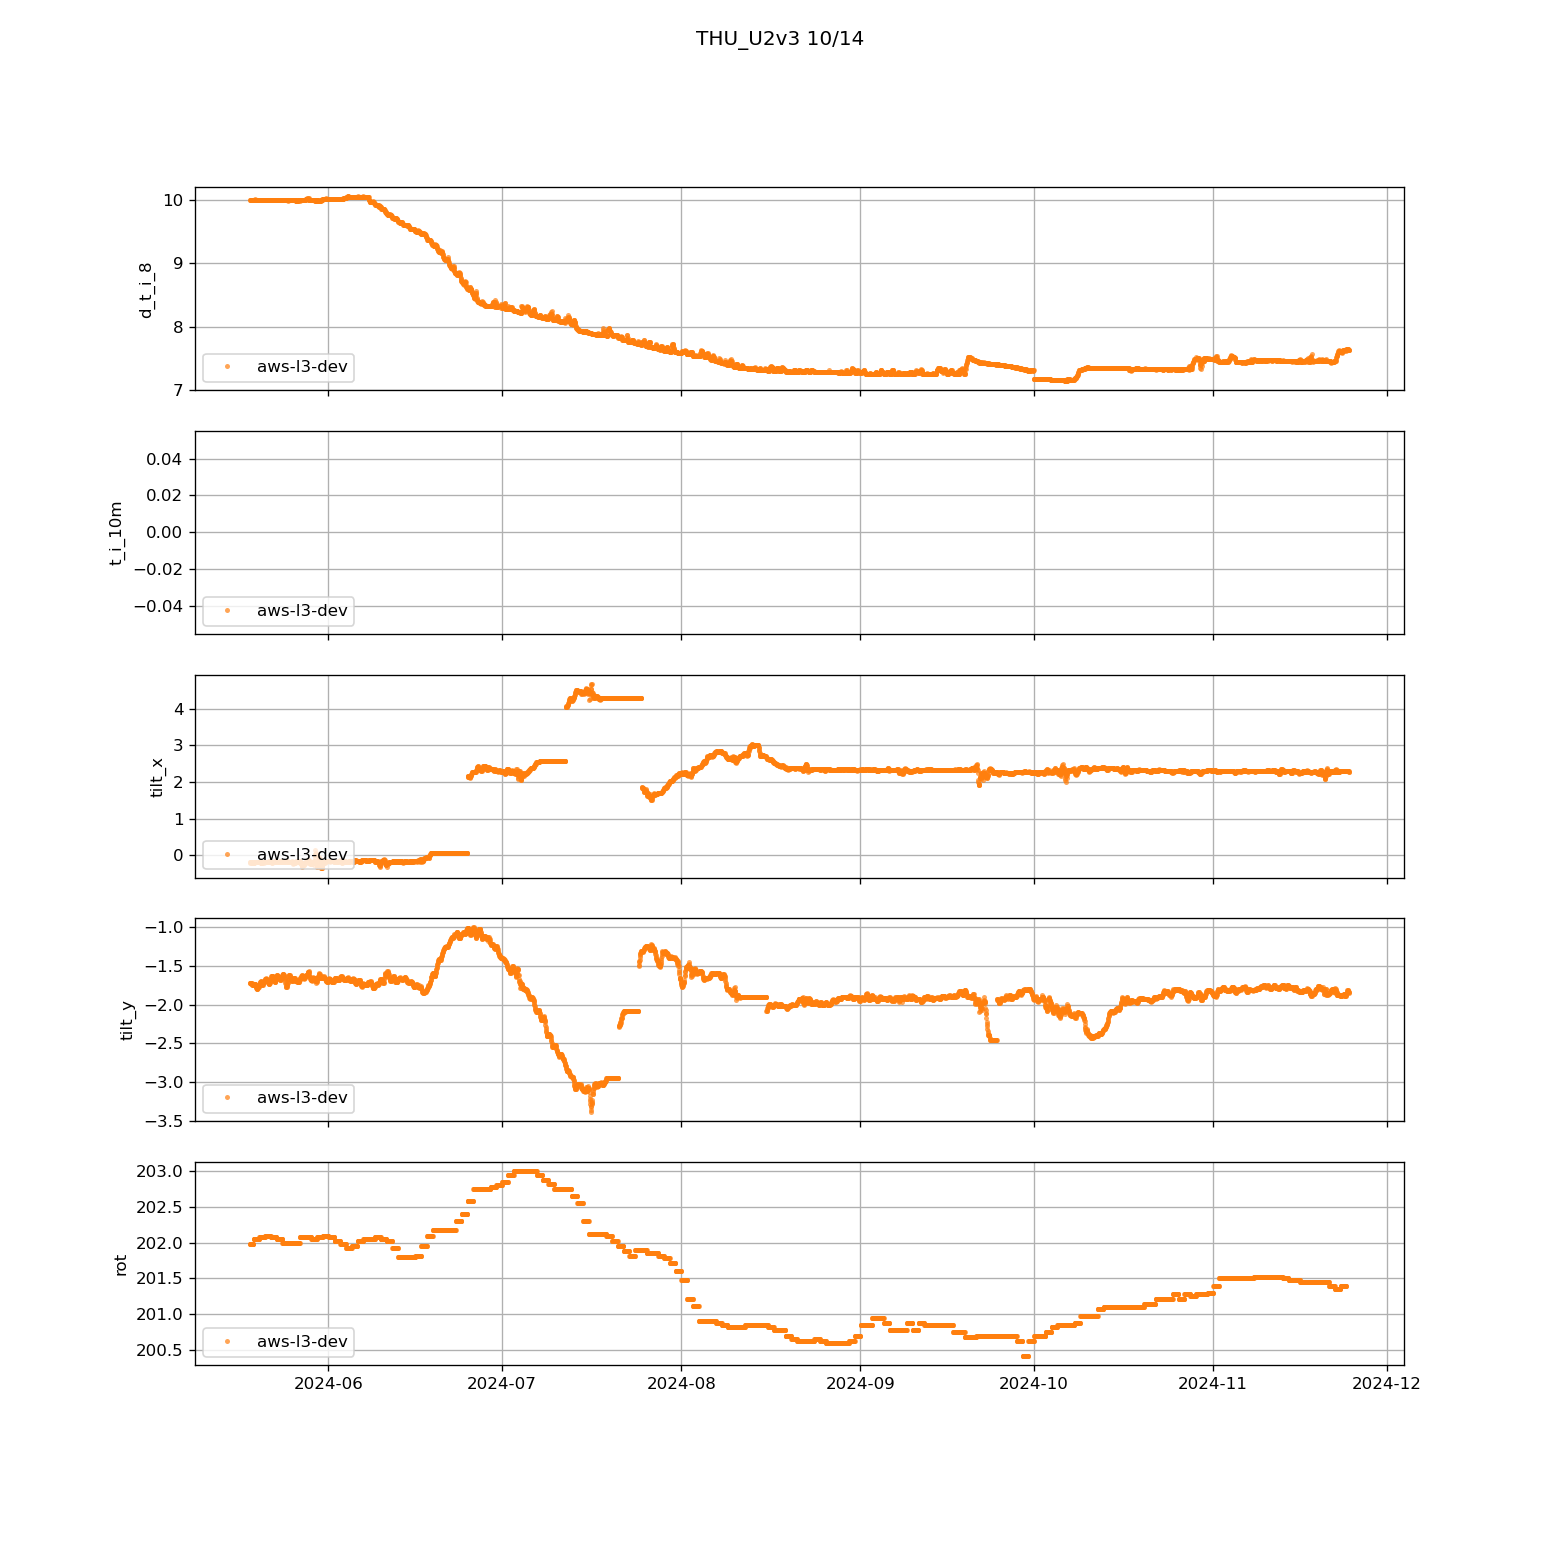 THU_U2v3 10/14
10
9
8
7
d_t_i_8
aws-l3-dev
0.04
0.02
0.00
−0.02
−0.04
t_i_10m
aws-l3-dev
4
3
2
1
0
tilt_x
aws-l3-dev
−1.0
−1.5
−2.0
−2.5
−3.0
−3.5
tilt_y
aws-l3-dev
203.0
202.5
202.0
201.5
201.0
200.5
rot
aws-l3-dev
2024-06 2024-07 2024-08 2024-09 2024-10 2024-11 2024-12